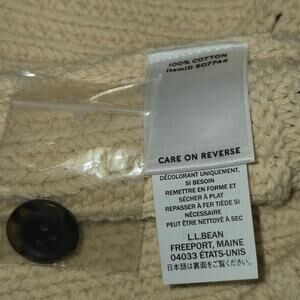 100% COTTON
ItemID 507744
CARE ON REVERSE
DÉCOLORANT UNIQUEMENT,
SI BESOIN
REMETTRE EN FORME ET
SÉCHER À PLAT
REPASSER À FER TIÈDE SI
NÉCESSAIRE
PEUT ÊTRE NETTOYÉ À SEC
L.L.BEAN
FREEPORT, MAINE
04033 ÉTATS-UNIS
日本語は裏面をご覧ください。